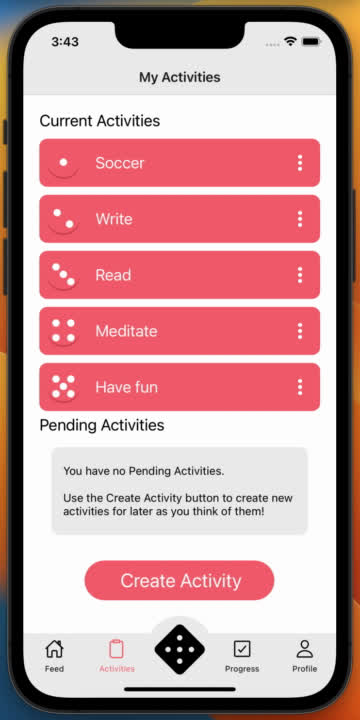 3:43
My Activities
Current Activities
Soccer
Write
Read
Meditate
Have fun
Pending Activities
You have no Pending Activities.
Use the Create Activity button to create new
activities for later as you think of them!
Create Activity
Feed
Activities
Progress
Profile